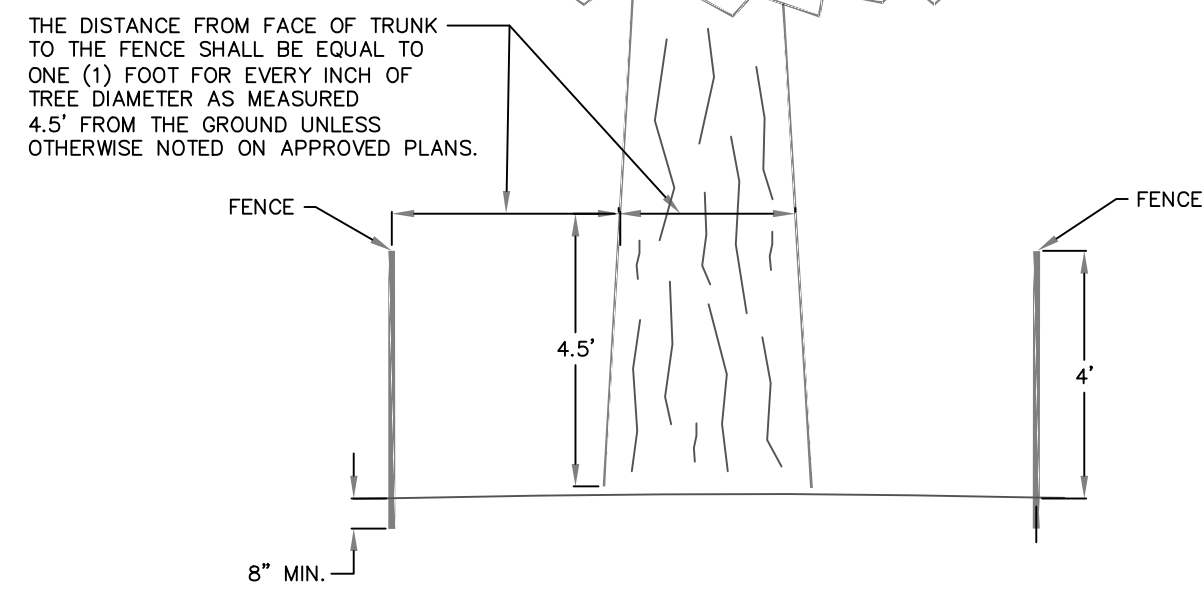 THE DISTANCE FROM FACE OF TRUNK
TO THE FENCE SHALL BE EQUAL TO
ONE (1) FOOT FOR EVERY INCH OF
TREE DIAMETER AS MEASURED
4.5' FROM THE GROUND UNLESS
OTHERWISE NOTED ON APPROVED PLANS.
FENCE
FENCE
4.5'
4'
8" MIN.